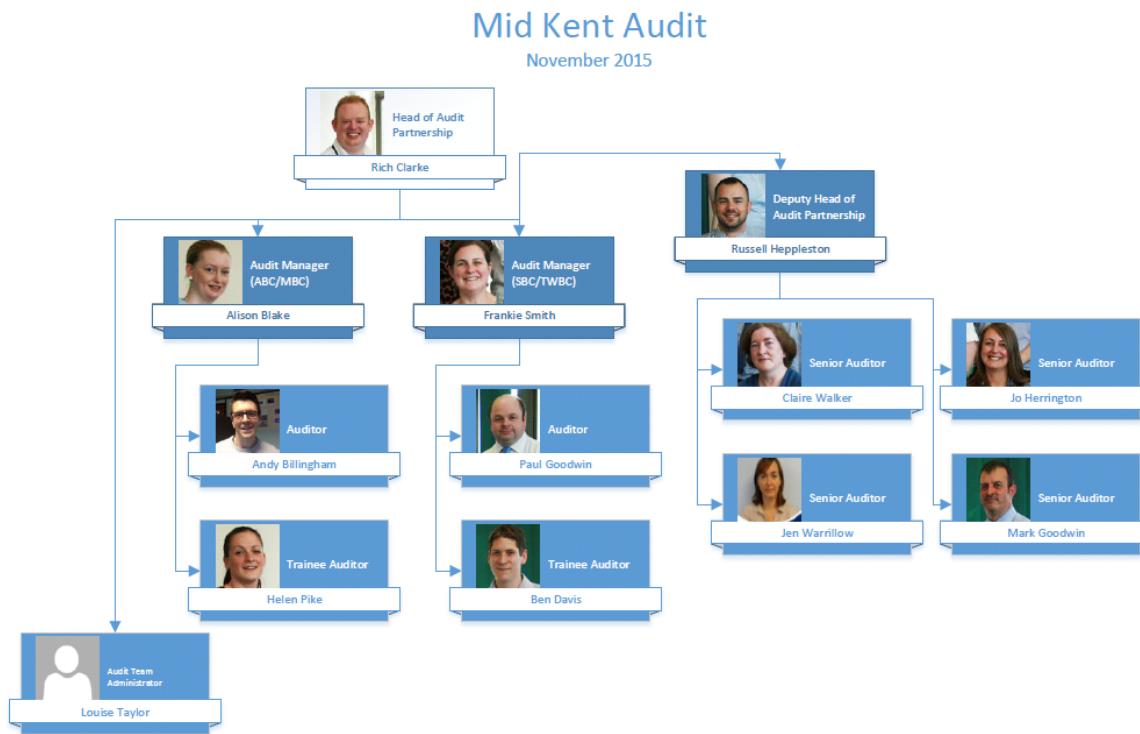 Mid Kent Audit
November 2015
Head of Audit
Partnership
Rich Clarke
Deputy Head of
Audit Partnership
Russell Heppleston
Audit Manager
(ABC/MBC)
Alison Blake
Audit Manager
(SBC/TWBC)
Frankie Smith
Senior Auditor
Claire Walker
Senior Auditor
Jo Herrington
Auditor
Andy Billingham
Auditor
Paul Goodwin
Senior Auditor
Jen Warrillow
Senior Auditor
Mark Goodwin
Trainee Auditor
Helen Pike
Trainee Auditor
Ben Davis
Audit Team
Administrator
Louise Taylor